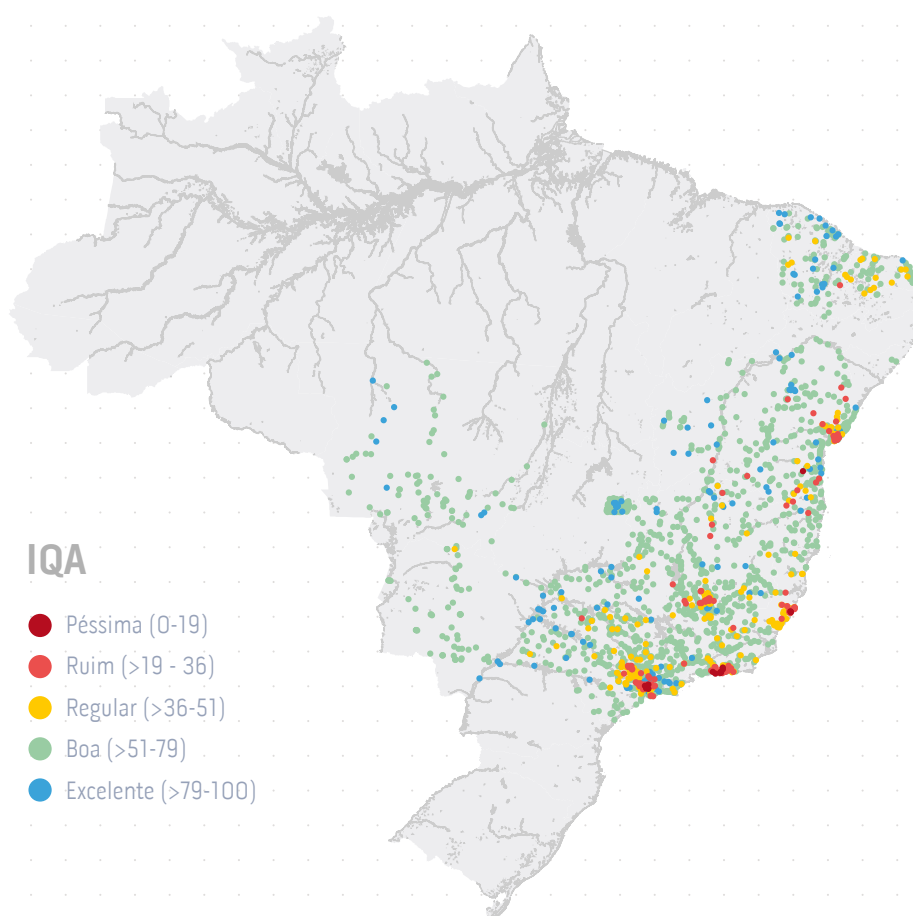 IQA
Péssima (0-19)
Ruim (>19 - 36)
Regular (>36-51)
Boa (>51-79)
Excelente (>79-100)